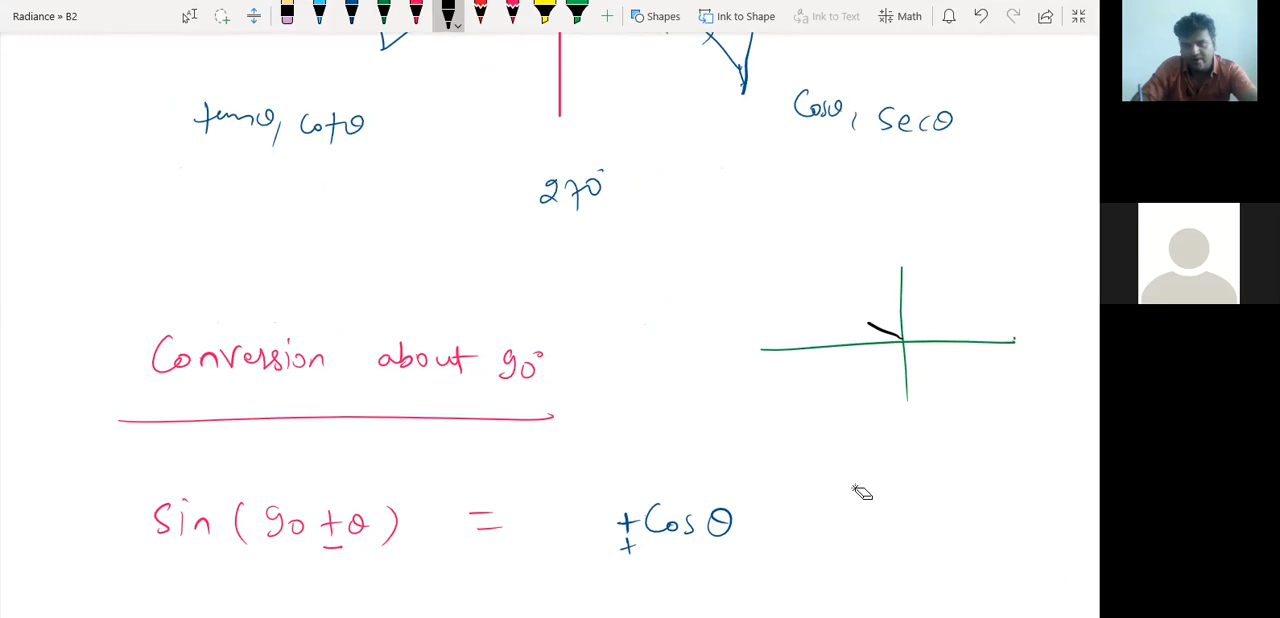 Radiance » B2
Shapes
Ink to Shape
Ink to Text
Math
tanθ, cotθ
Cosθ, Secθ
270°
Conversion about 90°
Sin ( 90 ± θ ) = ++ Cos θ